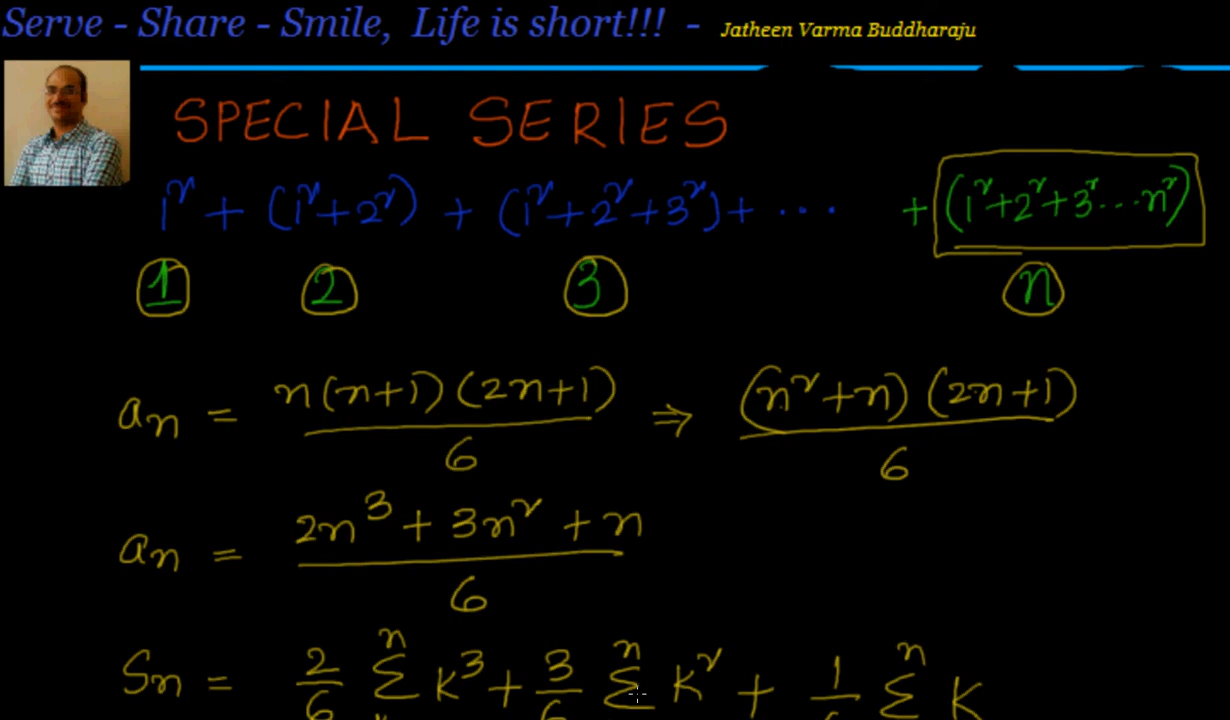 Serve - Share - Smile, Life is short!!! - Jatheen Varma Buddharaju
SPECIAL SERIES
1² + (1²+2²) + (1²+2²+3²) + ··· + (1²+2²+3²...n²)
1 2 3 n
aₙ = n(n+1)(2n+1)/6 ⇒ (n²+n)(2n+1)/6
aₙ = (2n³ + 3n² + n)/6
Sₙ = 2/6 Σⁿ K³ + 3/6 Σⁿ K² + 1/6 Σⁿ K